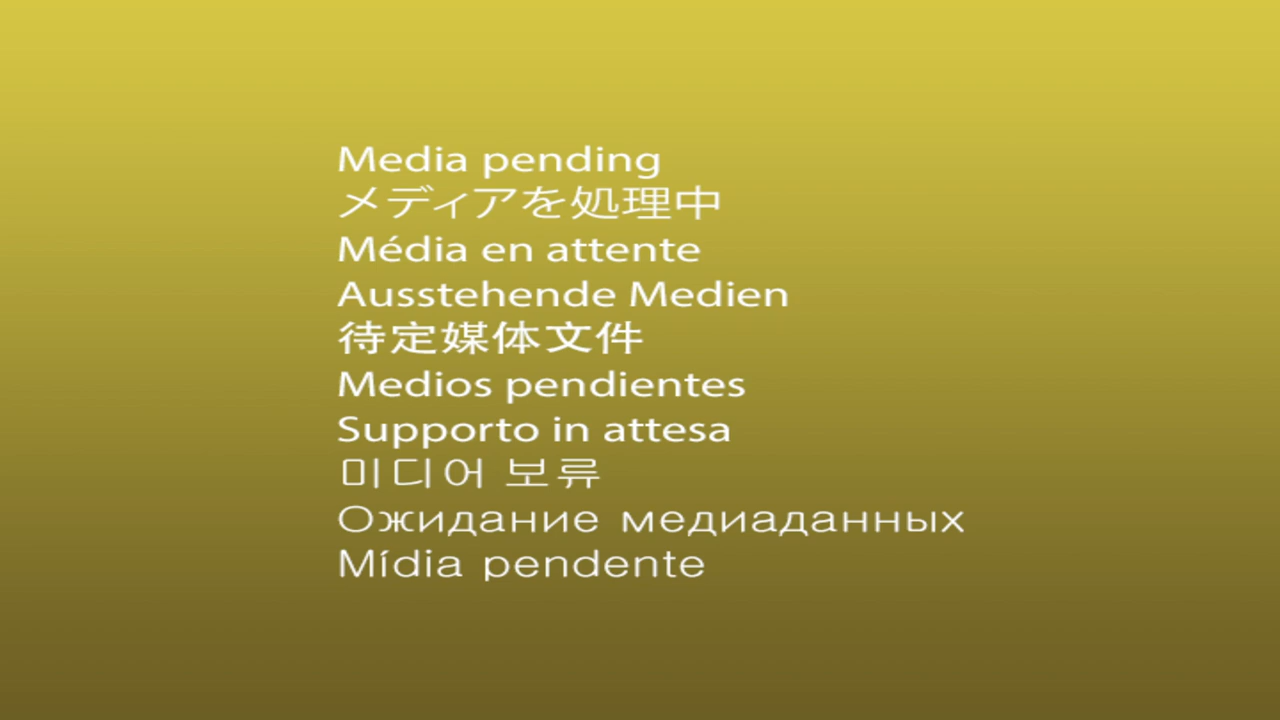 Media pending
メディアを処理中
Média en attente
Ausstehende Medien
待定媒体文件
Medios pendientes
Supporto in attesa
미디어 보류
Ожидание медиаданных
Mídia pendente